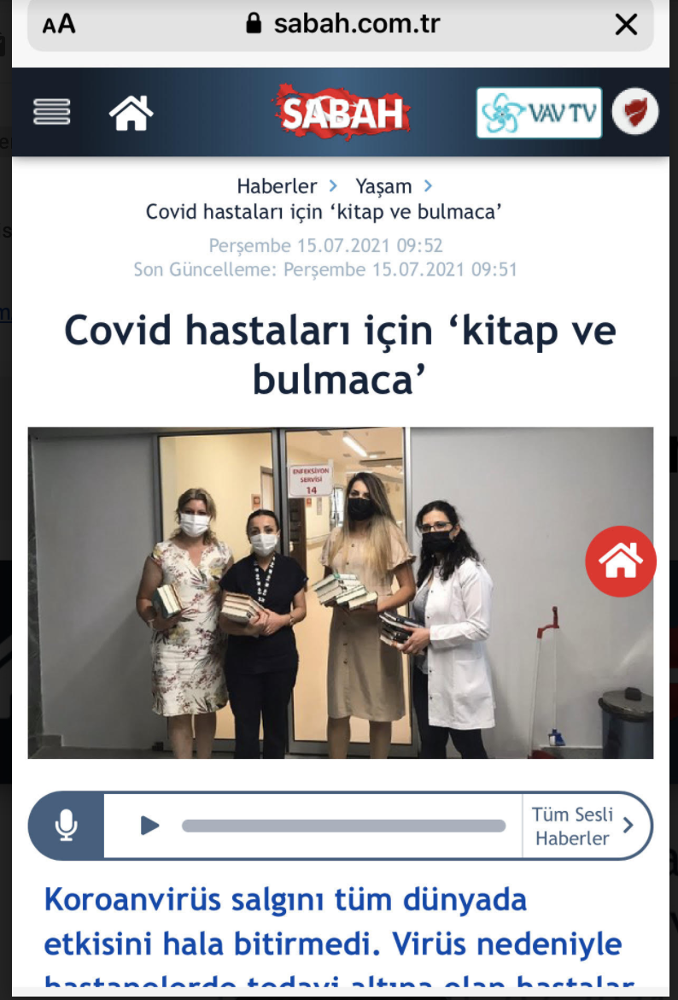 AA sabah.com.tr
SABAH
VAV TV
Haberler > Yaşam >
Covid hastaları için ‘kitap ve bulmaca’
Perşembe 15.07.2021 09:52
Son Güncelleme: Perşembe 15.07.2021 09:51
Covid hastaları için ‘kitap ve
bulmaca’
ENFEKSİYON
SERVİSİ
14
Tüm Sesli
Haberler
Koroanvirüs salgını tüm dünyada
etkisini hala bitirmedi. Virüs nedeniyle